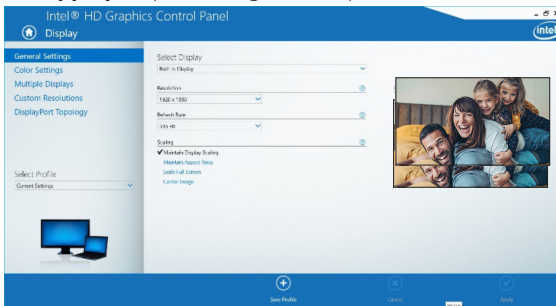 Intel® HD Graphics Control Panel
Display
intel
General Settings
Color Settings
Multiple Displays
Custom Resolutions
DisplayPort Topology
Select Profile
Current Settings
Select Display
Built-in Display
Resolution
Refresh Rate
Scaling
Maintain Display Scaling
Maintain Aspect Ratio
Scale Full Screen
Center Image
Save Profile
Cancel
Apply